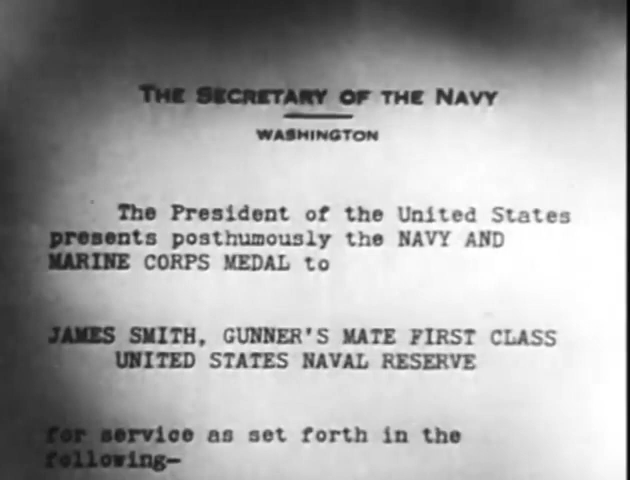 THE SECRETARY OF THE NAVY
WASHINGTON
The President of the United States
presents posthumously the NAVY AND
MARINE CORPS MEDAL to
JAMES SMITH, GUNNER'S MATE FIRST CLASS
UNITED STATES NAVAL RESERVE
for service as set forth in the
following—